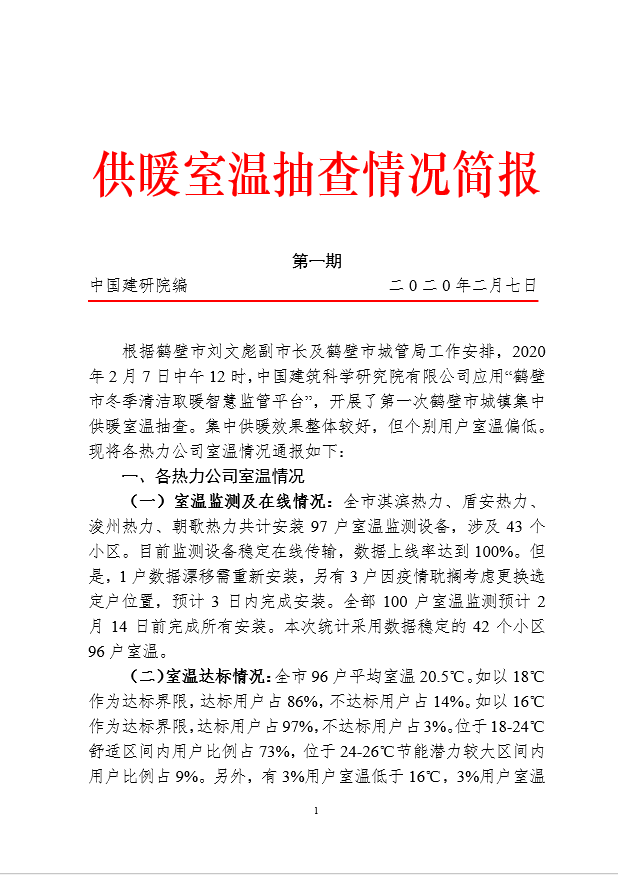 供暖室温抽查情况简报
第一期
中国建研院编 二0二0年二月七日
根据鹤壁市刘文彪副市长及鹤壁市城管局工作安排，2020
年2月7日中午12时，中国建筑科学研究院有限公司应用“鹤壁
市冬季清洁取暖智慧监管平台”，开展了第一次鹤壁市城镇集中
供暖室温抽查。集中供暖效果整体较好，但个别用户室温偏低。
现将各热力公司室温情况通报如下：
一、各热力公司室温情况
（一）室温监测及在线情况：全市淇滨热力、盾安热力、
浚州热力、朝歌热力共计安装97户室温监测设备，涉及43个
小区。目前监测设备稳定在线传输，数据上线率达到100%。但
是，1户数据漂移需重新安装，另有3户因疫情耽搁考虑更换选
定户位置，预计3日内完成安装。全部100户室温监测预计2
月14日前完成所有安装。本次统计采用数据稳定的42个小区
96户室温。
（二）室温达标情况：全市96户平均室温20.5℃。如以18℃
作为达标界限，达标用户占86%，不达标用户占14%。如以16℃
作为达标界限，达标用户占97%，不达标用户占3%。位于18-24℃
舒适区间内用户比例占73%，位于24-26℃节能潜力较大区间内
用户比例占9%。另外，有3%用户室温低于16℃，3%用户室温
1